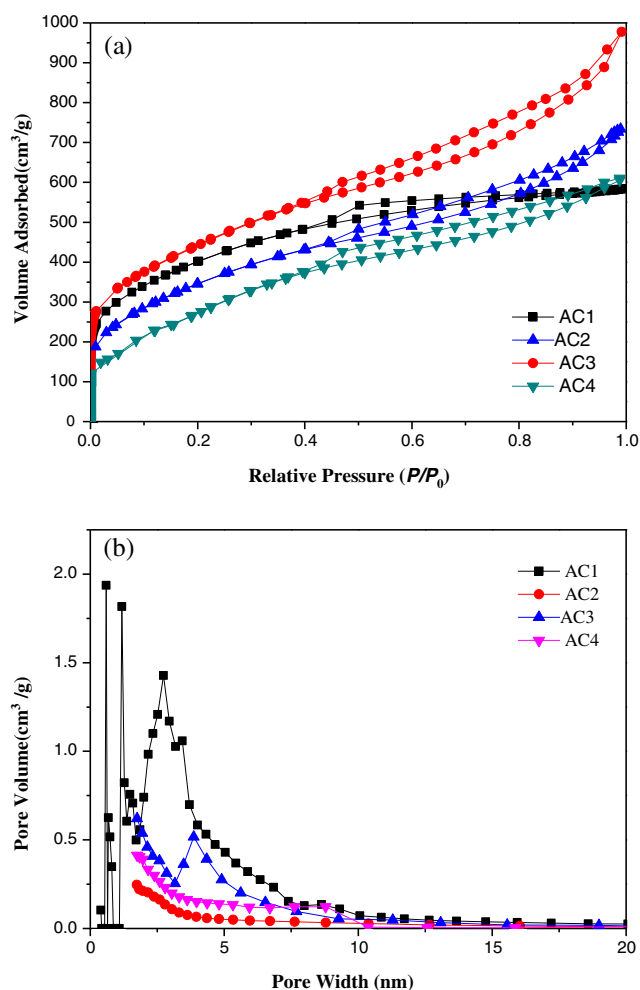 (a)
1000
900
800
700
600
500
400
300
200
100
0
Volume Adsorbed(cm³/g)
AC1
AC2
AC3
AC4
0.0 0.2 0.4 0.6 0.8 1.0
Relative Pressure (P/P₀)
(b)
2.0
1.5
1.0
0.5
0.0
Pore Volume(cm³ /g)
AC1
AC2
AC3
AC4
0 5 10 15 20
Pore Width (nm)